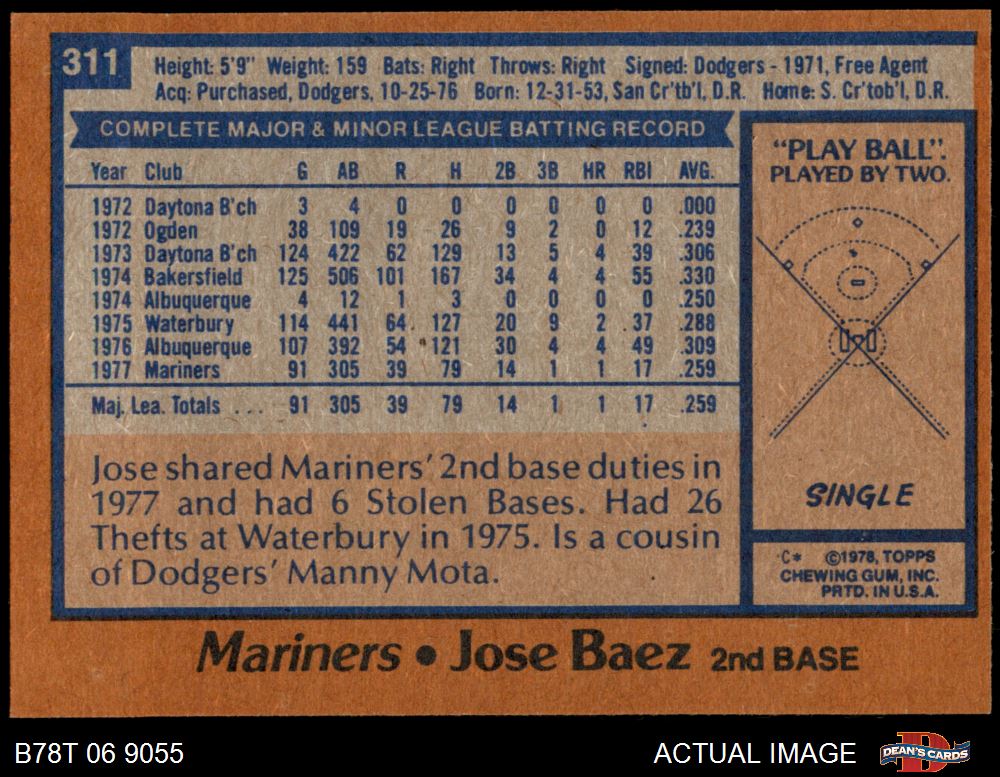 311
Height: 5'9" Weight: 159 Bats: Right Throws: Right Signed: Dodgers - 1971, Free Agent
Acq: Purchased, Dodgers, 10-25-76 Born: 12-31-53, San Cr'tb'l, D.R. Home: S. Cr'tob'l, D.R.
COMPLETE MAJOR & MINOR LEAGUE BATTING RECORD
Year Club G AB R H 2B 3B HR RBI AVG.
1972 Daytona B'ch 3 4 0 0 0 0 0 0 .000
1972 Ogden 38 109 19 26 9 2 0 12 .239
1973 Daytona B'ch 124 422 62 129 13 5 4 39 .306
1974 Bakersfield 125 506 101 167 34 4 4 55 .330
1974 Albuquerque 4 12 1 3 0 0 0 0 .250
1975 Waterbury 114 441 64 127 20 9 2 37 .288
1976 Albuquerque 107 392 54 121 30 4 4 49 .309
1977 Mariners 91 305 39 79 14 1 1 17 .259
Maj. Lea. Totals ... 91 305 39 79 14 1 1 17 .259
Jose shared Mariners' 2nd base duties in
1977 and had 6 Stolen Bases. Had 26
Thefts at Waterbury in 1975. Is a cousin
of Dodgers' Manny Mota.
"PLAY BALL".
PLAYED BY TWO.
SINGLE
C* ©1978, TOPPS
CHEWING GUM, INC.
PRTD. IN U.S.A.
Mariners • Jose Baez 2nd BASE
B78T 06 9055
ACTUAL IMAGE
D
DEAN'S CARDS